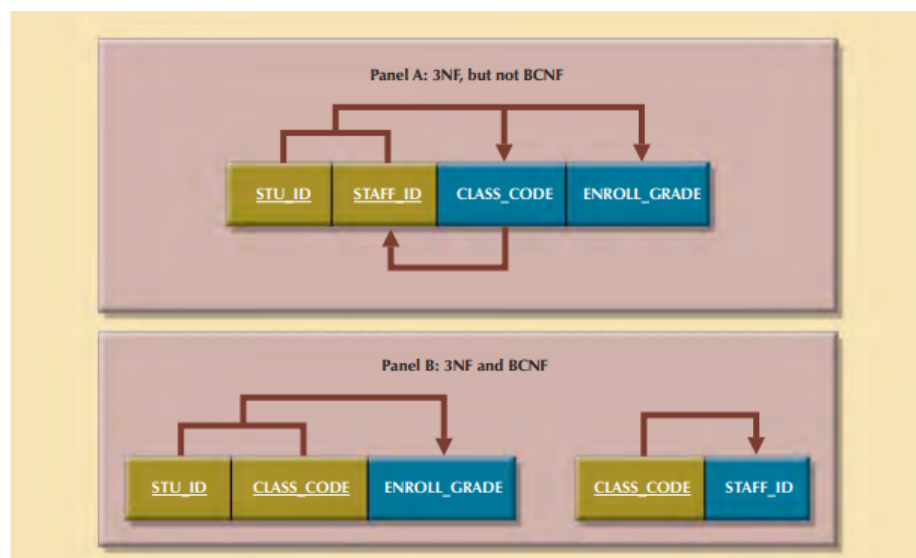 Panel A: 3NF, but not BCNF
STU_ID STAFF_ID CLASS_CODE ENROLL_GRADE
Panel B: 3NF and BCNF
STU_ID CLASS_CODE ENROLL_GRADE CLASS_CODE STAFF_ID